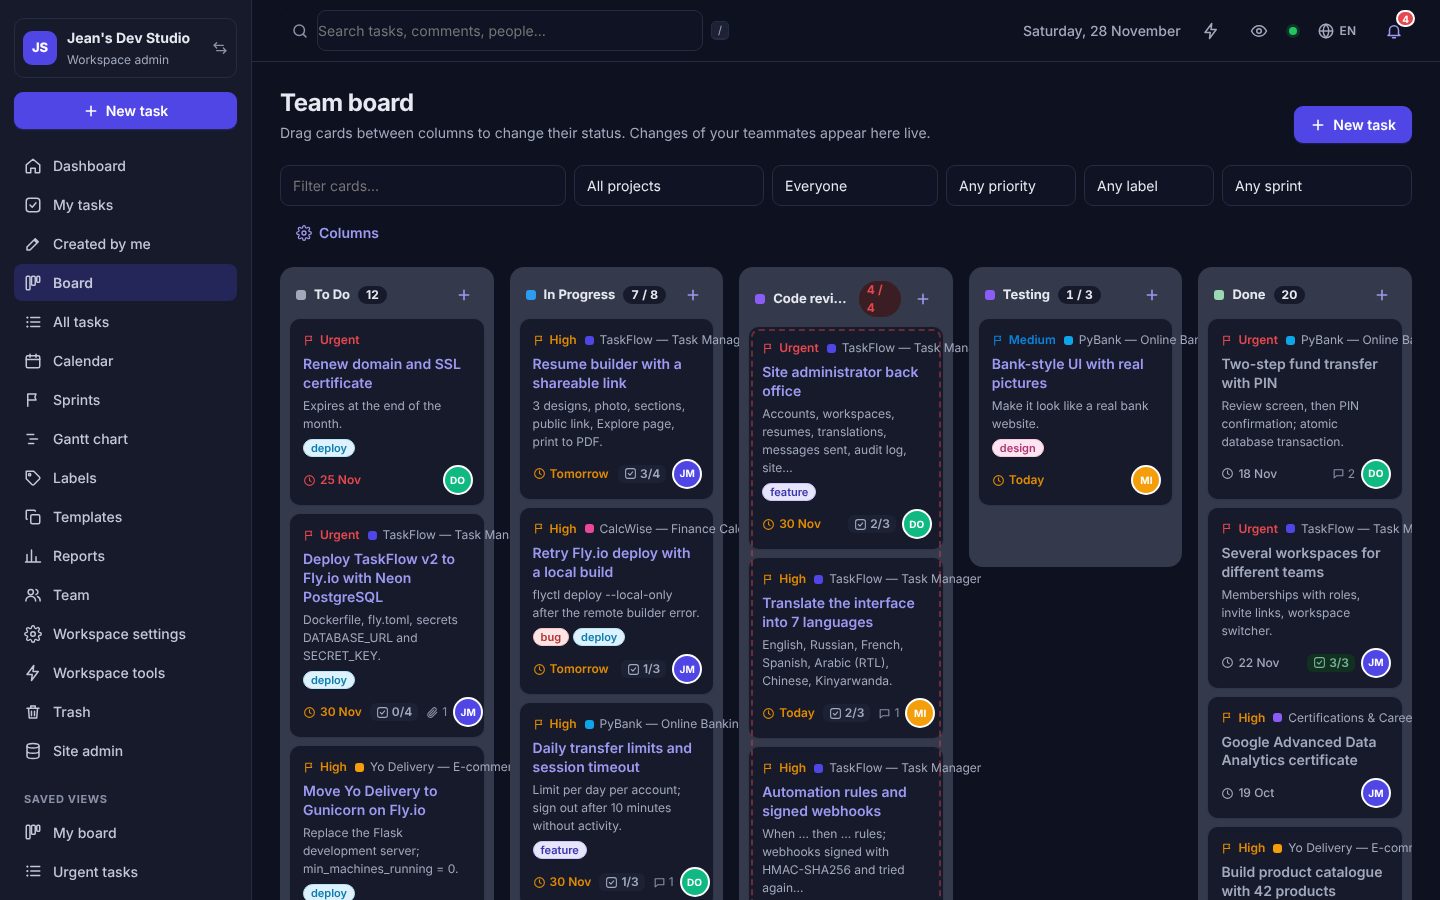 JS
Jean's Dev Studio
Workspace admin
New task
Dashboard
My tasks
Created by me
Board
All tasks
Calendar
Sprints
Gantt chart
Labels
Templates
Reports
Team
Workspace settings
Workspace tools
Trash
Site admin
SAVED VIEWS
My board
Urgent tasks
Search tasks, comments, people...
/
Saturday, 28 November
EN
4
Team board
Drag cards between columns to change their status. Changes of your teammates appear here live.
New task
Filter cards...
All projects
Everyone
Any priority
Any label
Any sprint
Columns
To Do 12
Urgent
Renew domain and SSL
certificate
Expires at the end of the
month.
deploy
25 Nov
DO
Urgent TaskFlow — Task Man
Deploy TaskFlow v2 to
Fly.io with Neon
PostgreSQL
Dockerfile, fly.toml, secrets
DATABASE_URL and
SECRET_KEY.
deploy
30 Nov 0/4 1 JM
High Yo Delivery — E-commer
Move Yo Delivery to
Gunicorn on Fly.io
Replace the Flask
development server;
min_machines_running = 0.
deploy
In Progress 7 / 8
High TaskFlow — Task Manag
Resume builder with a
shareable link
3 designs, photo, sections,
public link, Explore page,
print to PDF.
Tomorrow 3/4 JM
High CalcWise — Finance Calc
Retry Fly.io deploy with
a local build
flyctl deploy --local-only
after the remote builder error.
bug deploy
Tomorrow 1/3 JM
High PyBank — Online Bankin
Daily transfer limits and
session timeout
Limit per day per account;
sign out after 10 minutes
without activity.
feature
30 Nov 1/3 1 DO
Code revi... 4 /
4
Urgent TaskFlow — Task Man
Site administrator back
office
Accounts, workspaces,
resumes, translations,
messages sent, audit log,
site...
feature
30 Nov 2/3 DO
High TaskFlow — Task Manager
Translate the interface
into 7 languages
English, Russian, French,
Spanish, Arabic (RTL),
Chinese, Kinyarwanda.
Today 2/3 1 MI
High TaskFlow — Task Manager
Automation rules and
signed webhooks
When ... then ... rules;
webhooks signed with
HMAC-SHA256 and tried
again...
Testing 1 / 3
Medium PyBank — Online Ban
Bank-style UI with real
pictures
Make it look like a real bank
website.
design
Today
MI
Done 20
Urgent PyBank — Online Ba
Two-step fund transfer
with PIN
Review screen, then PIN
confirmation; atomic
database transaction.
18 Nov 2 DO
Urgent TaskFlow — Task M
Several workspaces for
different teams
Memberships with roles,
invite links, workspace
switcher.
22 Nov 3/3 JM
High Certifications & Caree
Google Advanced Data
Analytics certificate
19 Oct JM
High Yo Delivery — E-comm
Build product catalogue
with 42 products